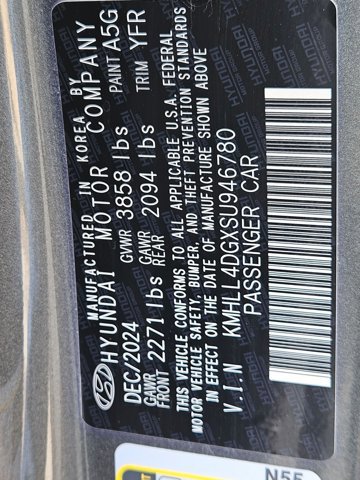 MANUFACTURED IN KOREA BY
HYUNDAI MOTOR COMPANY
DEC/2024 GVWR 3858 lbs PAINT A5G
GAWR FRONT 2271 lbs GAWR REAR 2094 lbs TRIM YFR
THIS VEHICLE CONFORMS TO ALL APPLICABLE U.S.A. FEDERAL
MOTOR VEHICLE SAFETY, BUMPER, AND THEFT PREVENTION STANDARDS
IN EFFECT ON THE DATE OF MANUFACTURE SHOWN ABOVE
V.I.N KMHLL4DGXSU946780
PASSENGER CAR
N55